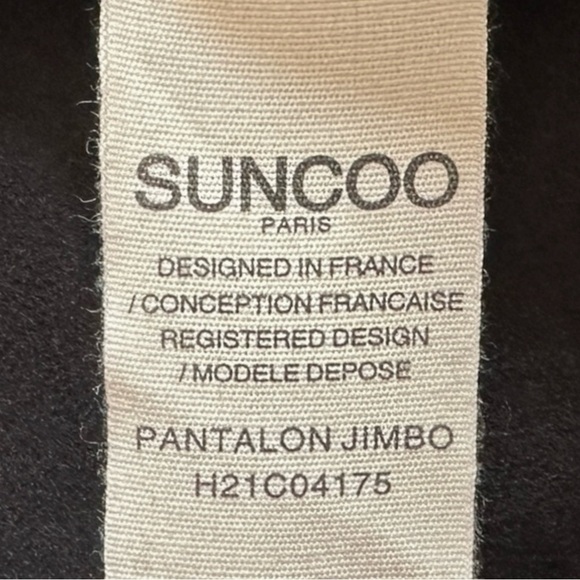 SUNCOO
PARIS
DESIGNED IN FRANCE
/ CONCEPTION FRANCAISE
REGISTERED DESIGN
/ MODELE DEPOSE
PANTALON JIMBO
H21C04175